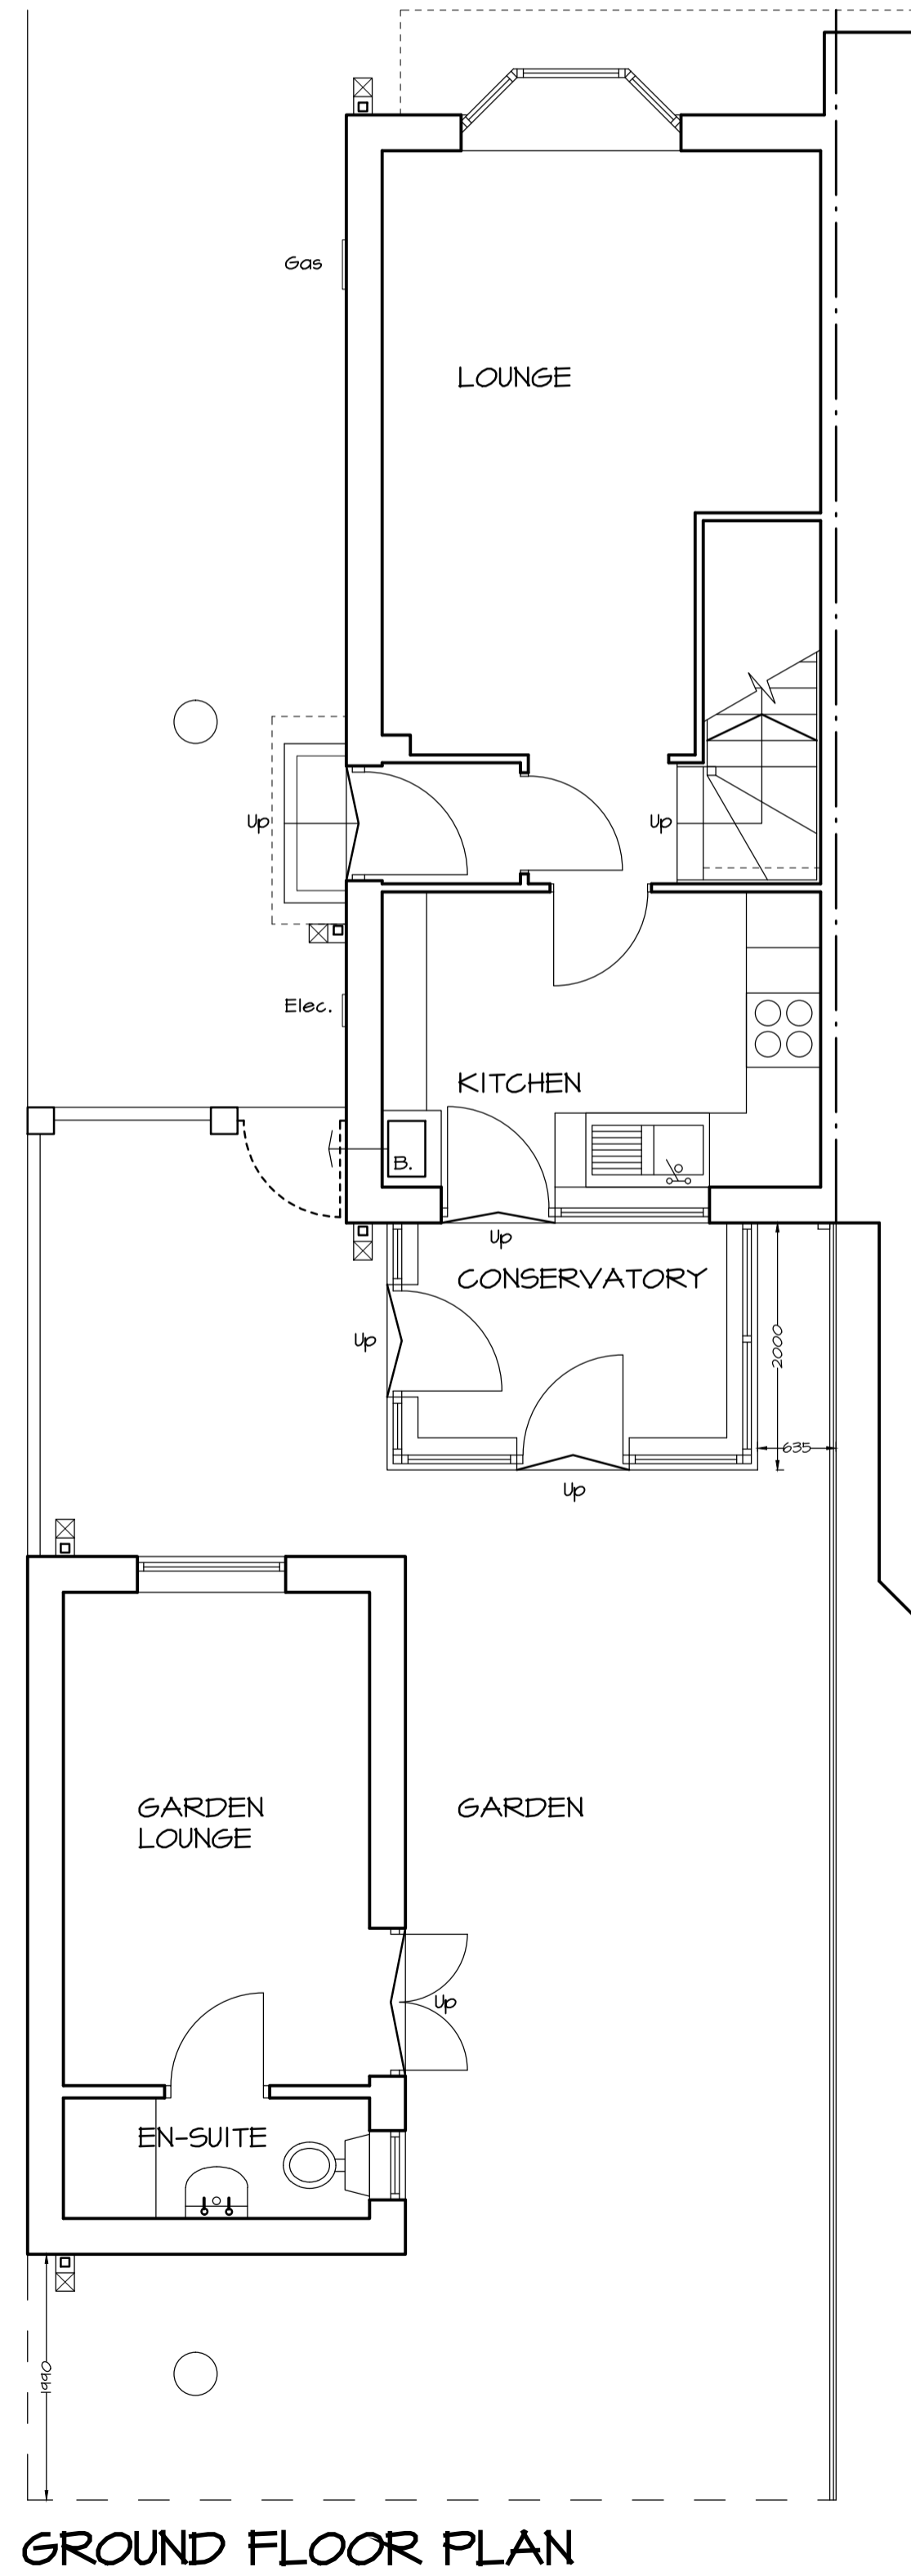 Gas
LOUNGE
Up
Up
Elec.
KITCHEN
B.
Up
CONSERVATORY
Up
2000
635
Up
GARDEN
LOUNGE
GARDEN
Up
EN-SUITE
1990
GROUND FLOOR PLAN